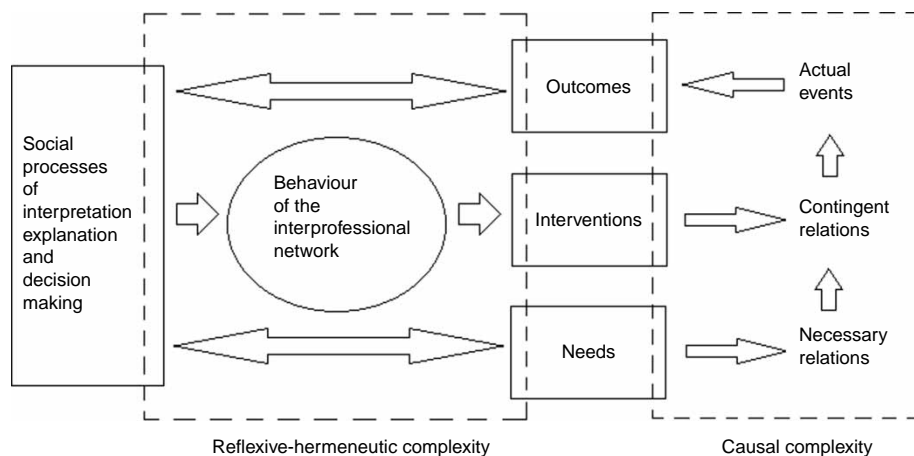 Social
processes
of
interpretation
explanation
and
decision
making
Behaviour
of the
interprofessional
network
Outcomes
Interventions
Needs
Actual
events
Contingent
relations
Necessary
relations
Reflexive-hermeneutic complexity
Causal complexity